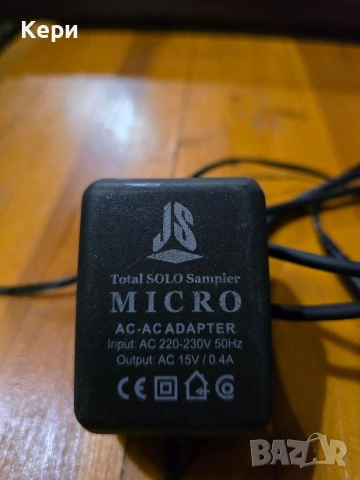 Кери
JS
Total SOLO Sampler
MICRO
AC-AC ADAPTER
Input: AC 220-230V 50Hz
Output: AC 15V / 0.4A
CE
BAZAR